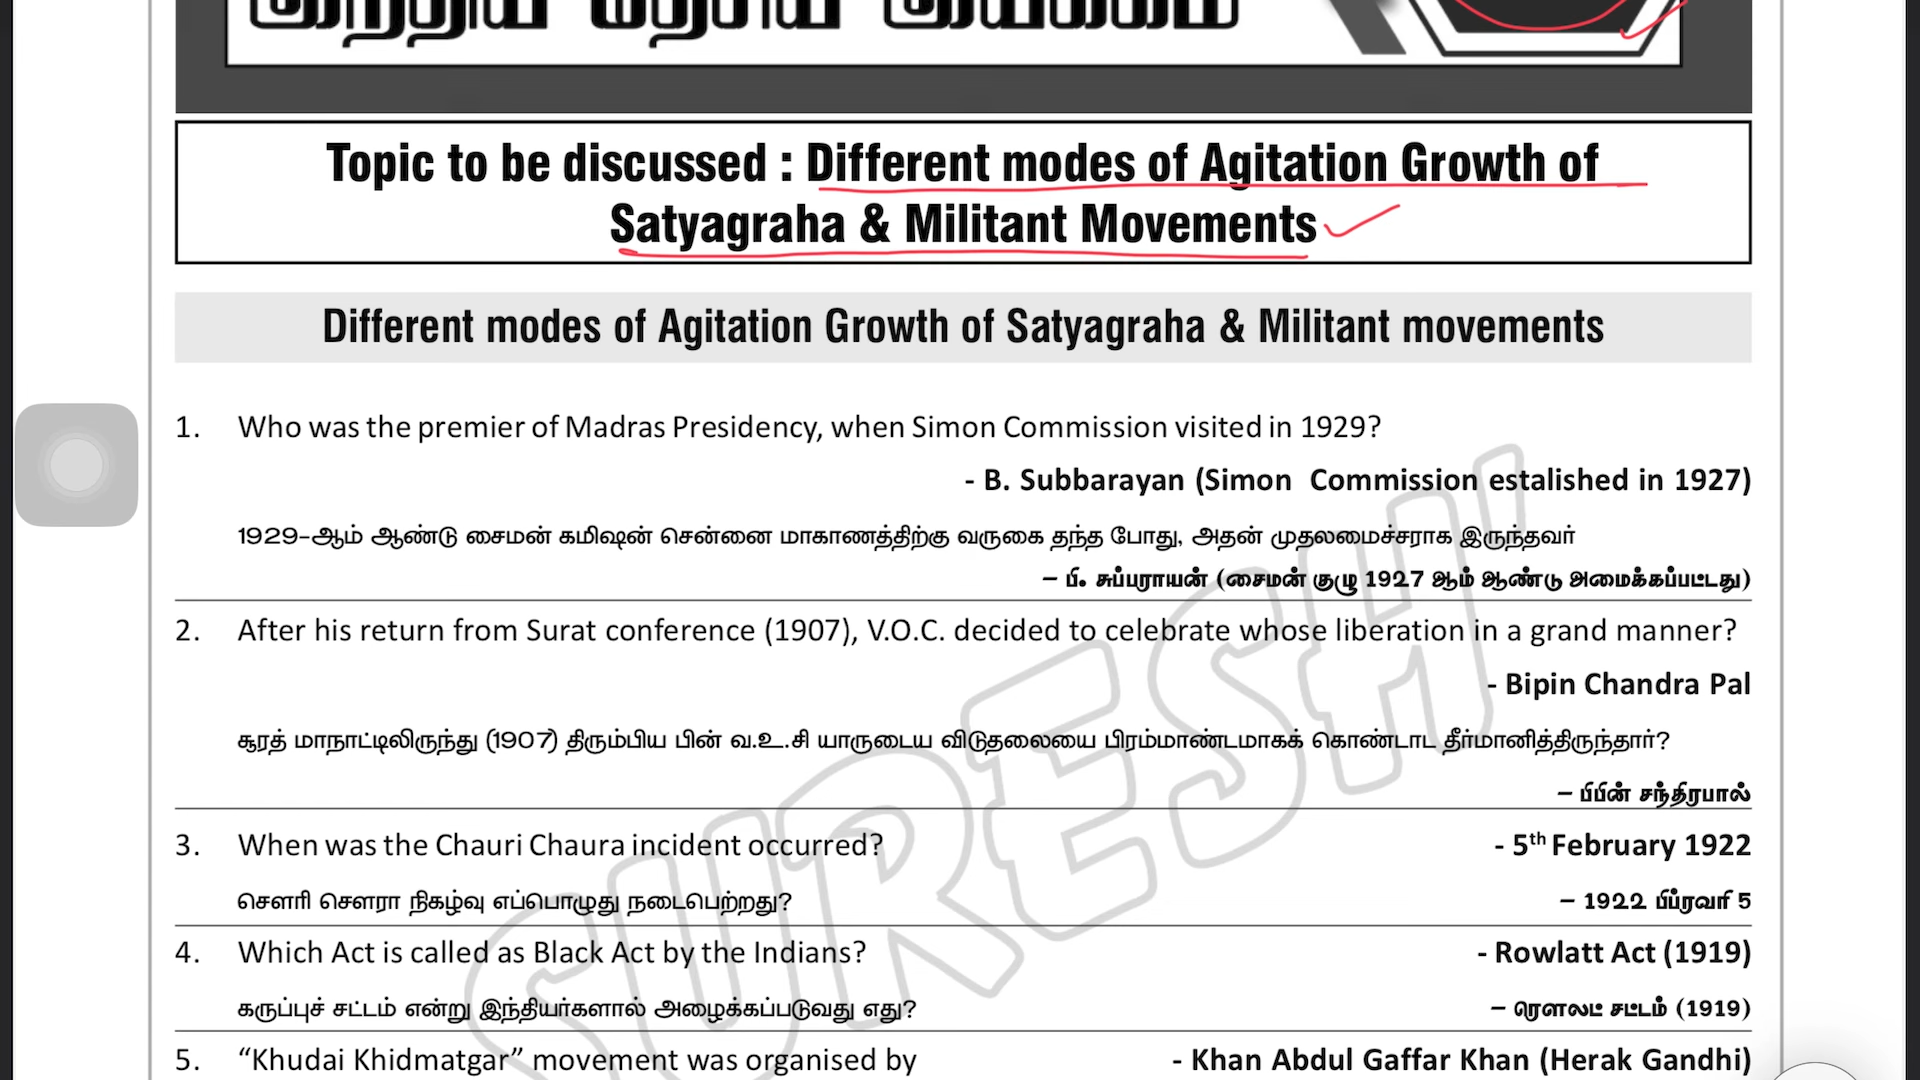 இந்திய தேசிய இயக்கம்
Topic to be discussed : Different modes of Agitation Growth of
Satyagraha & Militant Movements
Different modes of Agitation Growth of Satyagraha & Militant movements
1. Who was the premier of Madras Presidency, when Simon Commission visited in 1929?
- B. Subbarayan (Simon Commission estalished in 1927)
1929-ஆம் ஆண்டு சைமன் கமிஷன் சென்னை மாகாணத்திற்கு வருகை தந்த போது, அதன் முதலமைச்சராக இருந்தவர்
– பி. சுப்பராயன் (சைமன் குழு 1927 ஆம் ஆண்டு அமைக்கப்பட்டது)
2. After his return from Surat conference (1907), V.O.C. decided to celebrate whose liberation in a grand manner?
- Bipin Chandra Pal
சூரத் மாநாட்டிலிருந்து (1907) திரும்பிய பின் வ.உ.சி யாருடைய விடுதலையை பிரம்மாண்டமாகக் கொண்டாட தீர்மானித்திருந்தார்?
– பிபின் சந்திரபால்
3. When was the Chauri Chaura incident occurred? - 5th February 1922
சௌரி சௌரா நிகழ்வு எப்பொழுது நடைபெற்றது? – 1922 பிப்ரவரி 5
4. Which Act is called as Black Act by the Indians? - Rowlatt Act (1919)
கருப்புச் சட்டம் என்று இந்தியர்களால் அழைக்கப்படுவது எது? – ரௌலட் சட்டம் (1919)
5. “Khudai Khidmatgar” movement was organised by - Khan Abdul Gaffar Khan (Herak Gandhi)
SURESH'